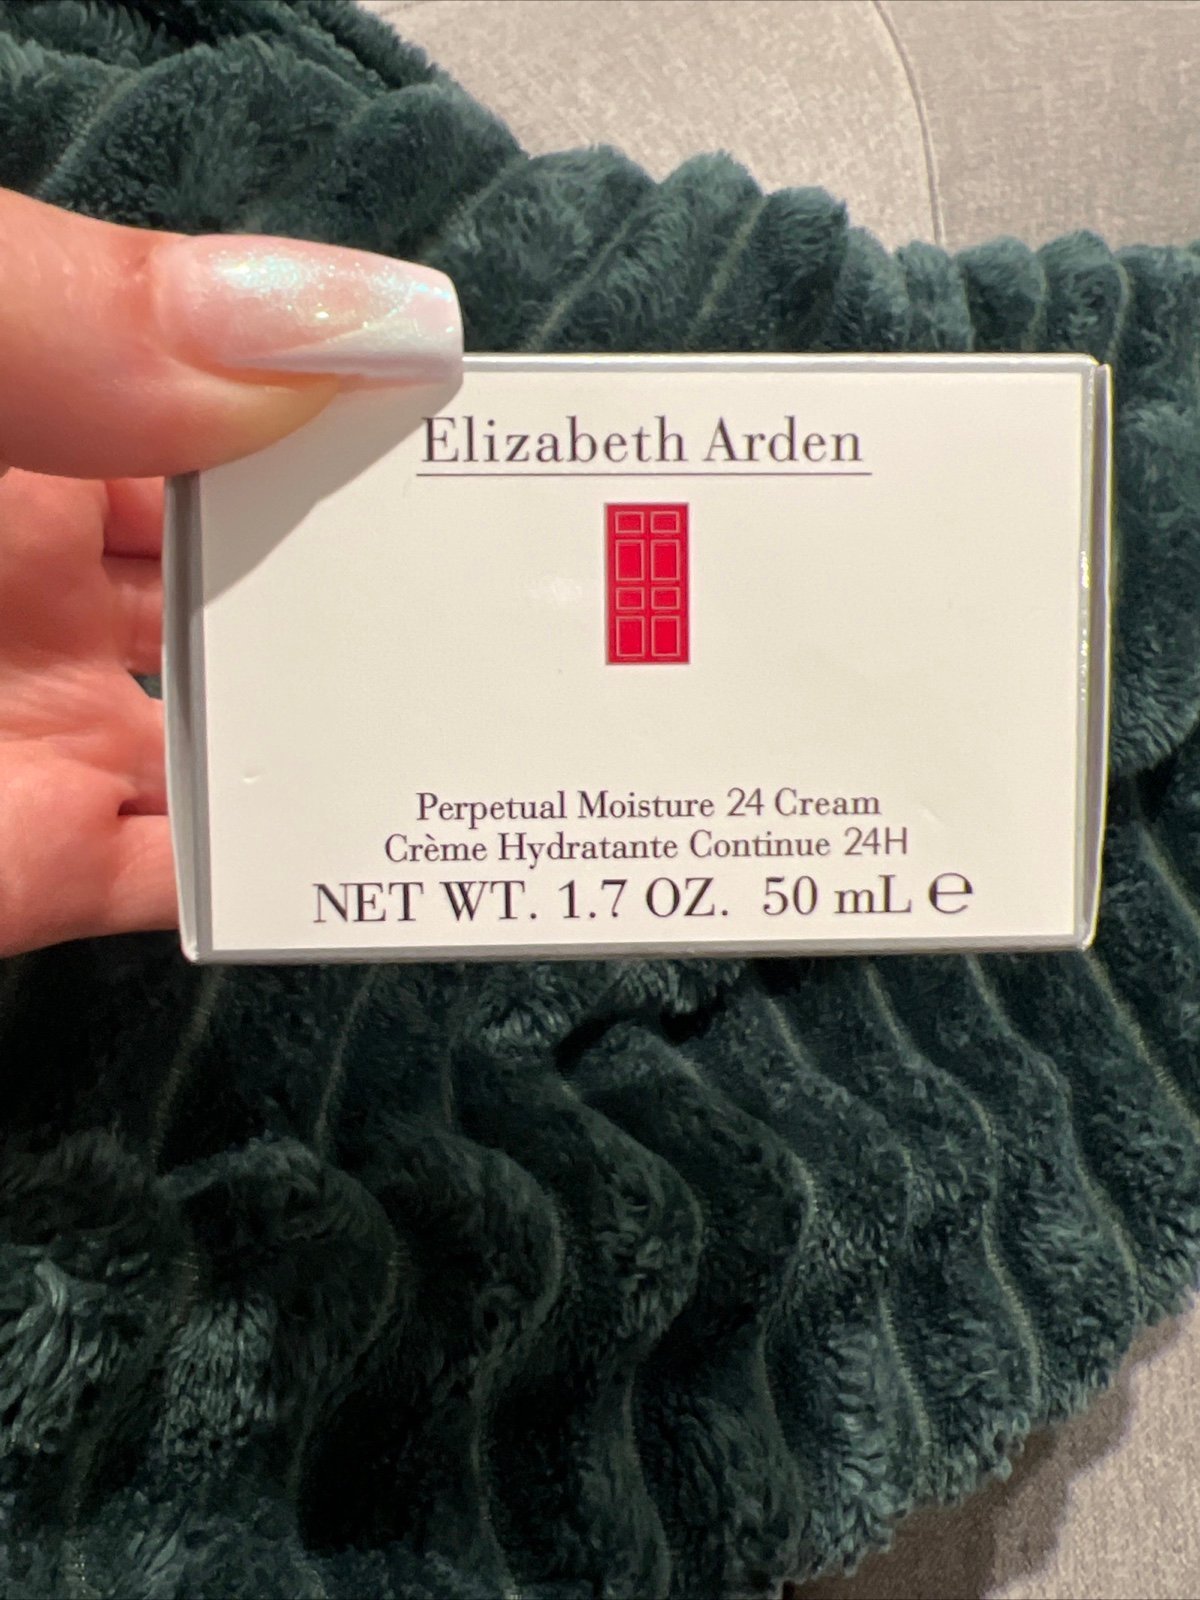 Elizabeth Arden
Perpetual Moisture 24 Cream
Crème Hydratante Continue 24H
NET WT. 1.7 OZ. 50 mL ℮